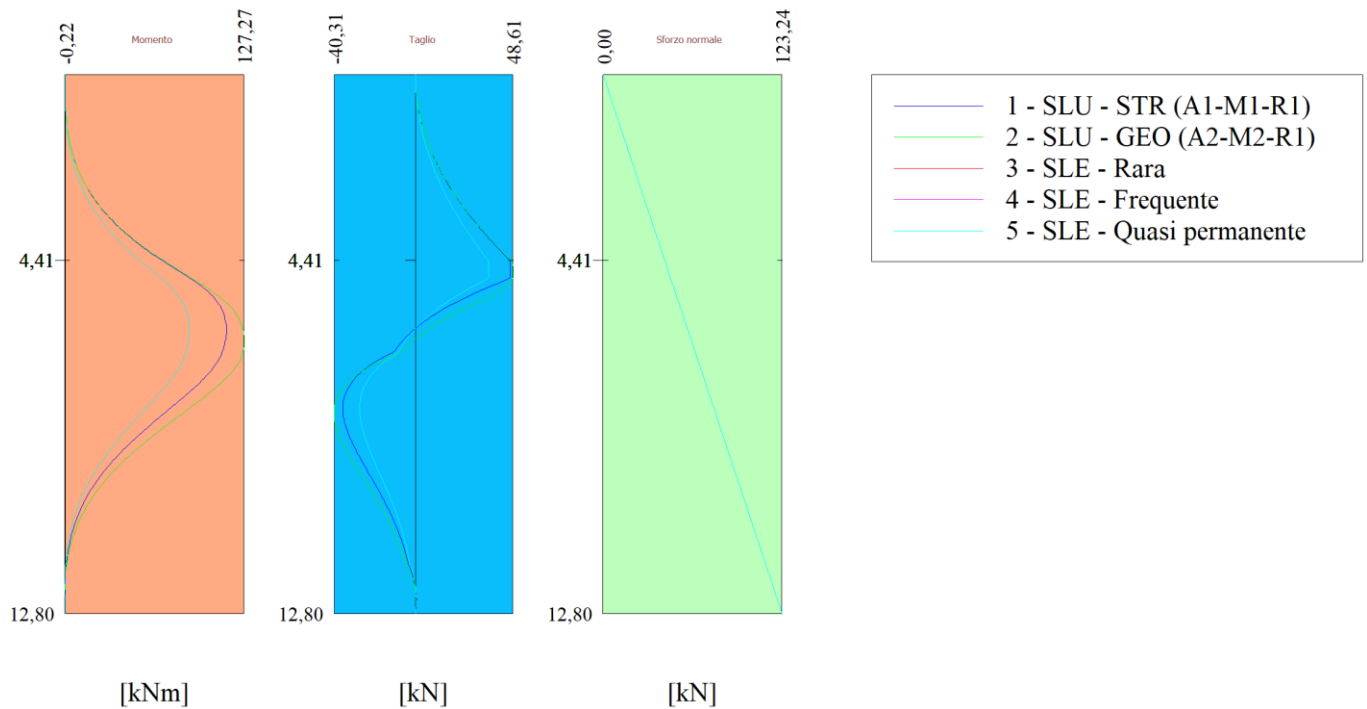 -0,22
Momento
127,27
-40,31
Taglio
48,61
0,00
Sforzo normale
123,24
1 - SLU - STR (A1-M1-R1)
2 - SLU - GEO (A2-M2-R1)
3 - SLE - Rara
4 - SLE - Frequente
5 - SLE - Quasi permanente
4,41
4,41
4,41
12,80
12,80
12,80
[kNm]
[kN]
[kN]